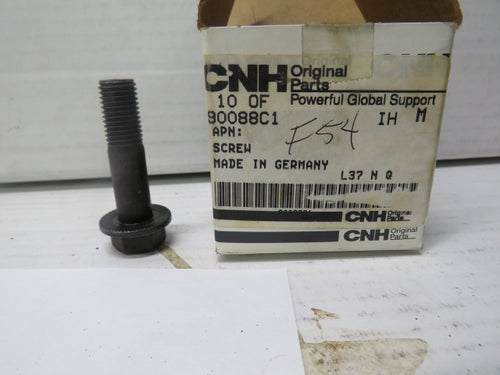 CNH Original Parts
Powerful Global Support
10 OF
90088C1 IH M
APN: F54
SCREW
MADE IN GERMANY
L37 N Q
CNH Original Parts
CNH Original Parts